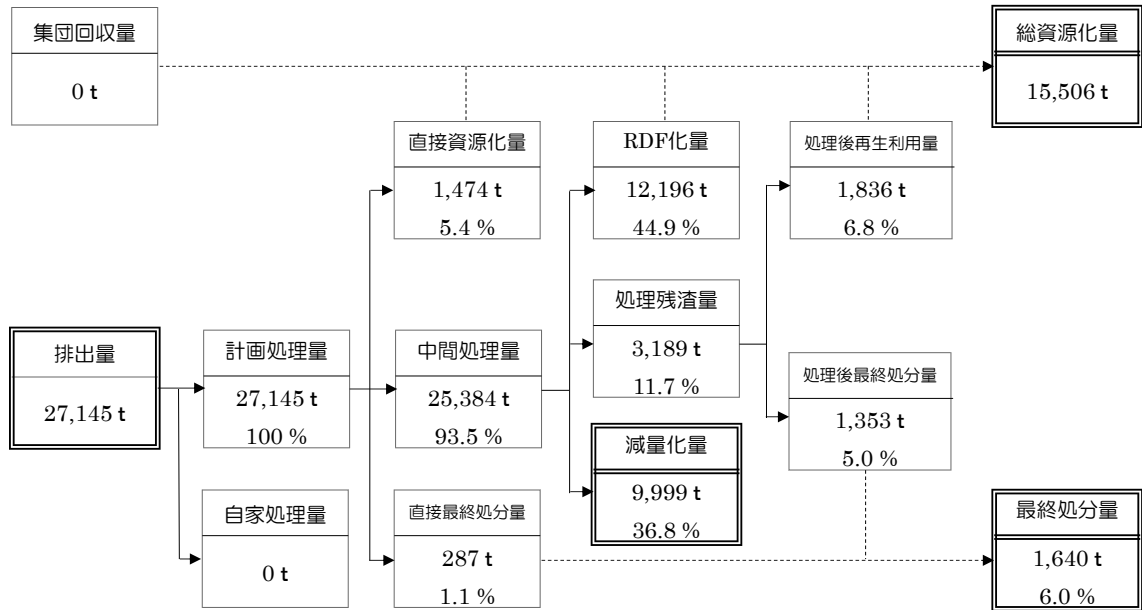 集団回収量
0 t
総資源化量
15,506 t
直接資源化量
1,474 t
5.4 %
RDF化量
12,196 t
44.9 %
処理後再生利用量
1,836 t
6.8 %
排出量
27,145 t
計画処理量
27,145 t
100 %
中間処理量
25,384 t
93.5 %
処理残渣量
3,189 t
11.7 %
処理後最終処分量
1,353 t
5.0 %
減量化量
9,999 t
36.8 %
自家処理量
0 t
直接最終処分量
287 t
1.1 %
最終処分量
1,640 t
6.0 %